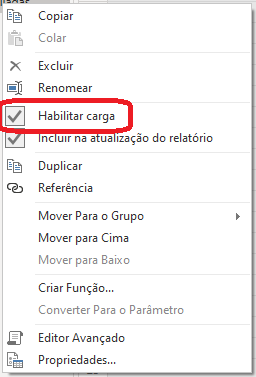 Copiar
Colar
Excluir
Renomear
Habilitar carga
Incluir na atualização do relatório
Duplicar
Referência
Mover Para o Grupo
Mover para Cima
Mover para Baixo
Criar Função...
Converter Para o Parâmetro
Editor Avançado
Propriedades...